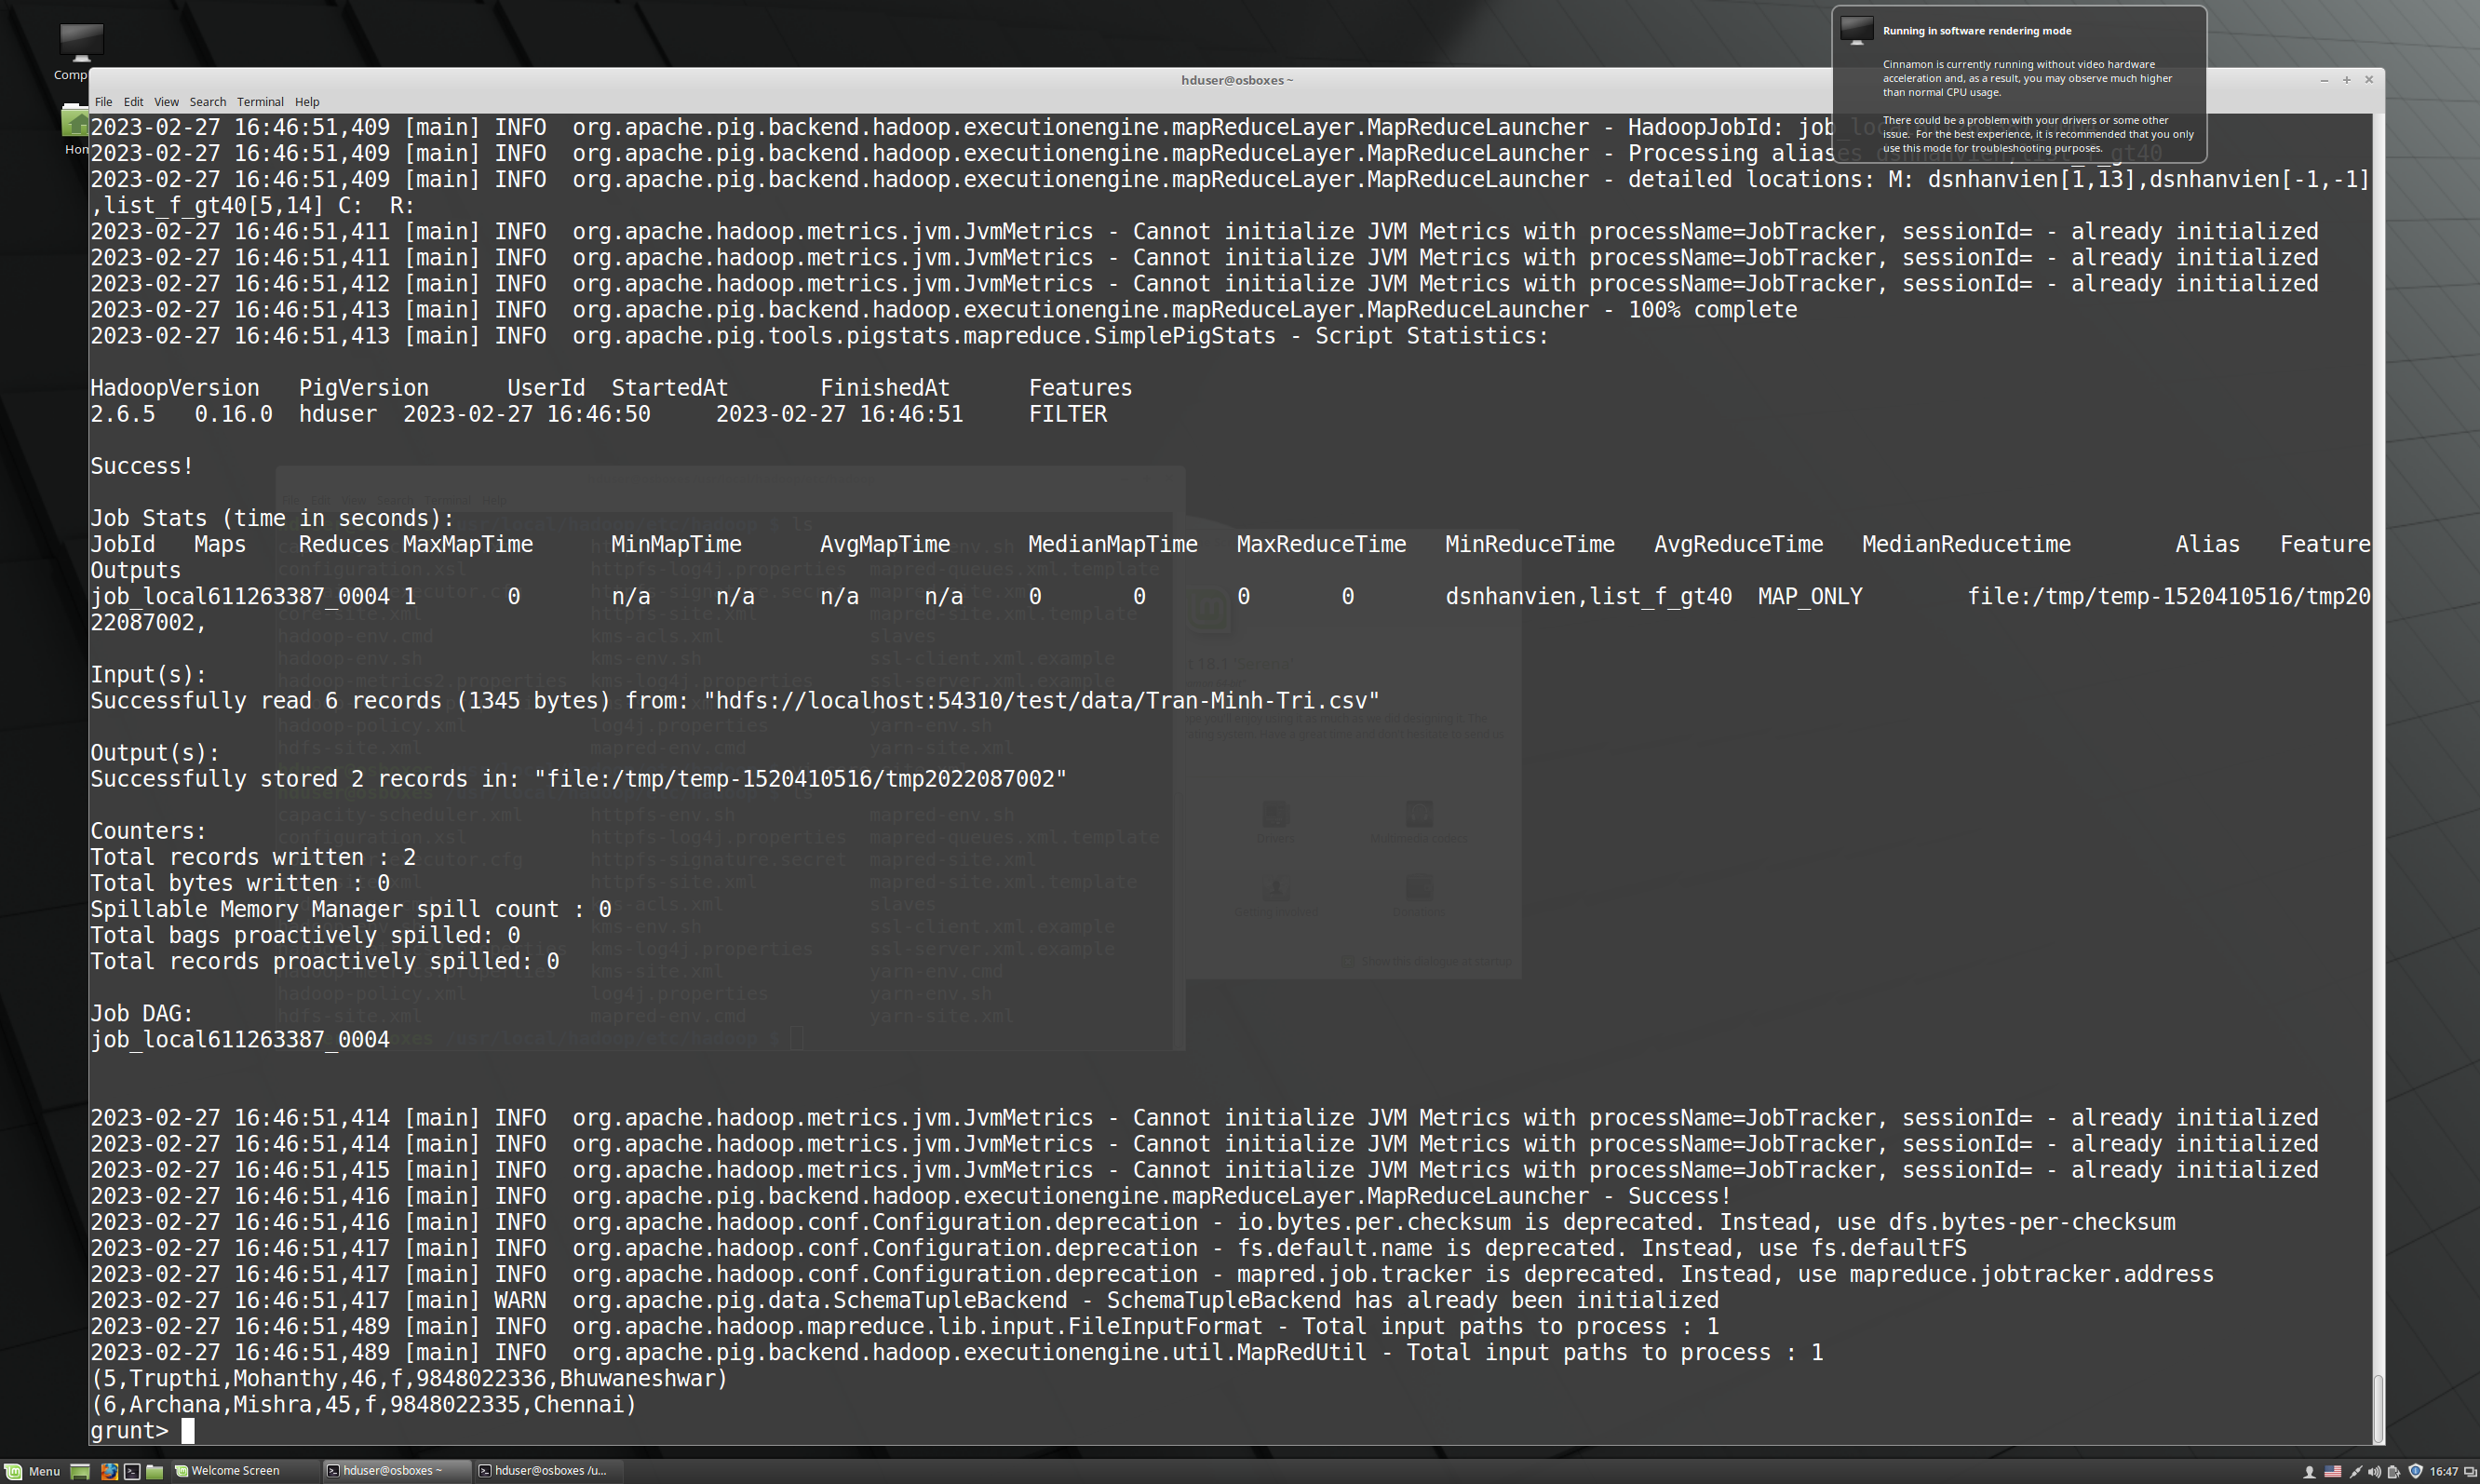 Comp
Hom
Running in software rendering mode
Cinnamon is currently running without video hardware
acceleration and, as a result, you may observe much higher
than normal CPU usage.
There could be a problem with your drivers or some other
issue. For the best experience, it is recommended that you only
use this mode for troubleshooting purposes.
hduser@osboxes ~
File Edit View Search Terminal Help
2023-02-27 16:46:51,409 [main] INFO  org.apache.pig.backend.hadoop.executionengine.mapReduceLayer.MapReduceLauncher - HadoopJobId: job_local611263387_0004
2023-02-27 16:46:51,409 [main] INFO  org.apache.pig.backend.hadoop.executionengine.mapReduceLayer.MapReduceLauncher - Processing aliases dsnhanvien,list_f_gt40
2023-02-27 16:46:51,409 [main] INFO  org.apache.pig.backend.hadoop.executionengine.mapReduceLayer.MapReduceLauncher - detailed locations: M: dsnhanvien[1,13],dsnhanvien[-1,-1]
,list_f_gt40[5,14] C:  R:
2023-02-27 16:46:51,411 [main] INFO  org.apache.hadoop.metrics.jvm.JvmMetrics - Cannot initialize JVM Metrics with processName=JobTracker, sessionId= - already initialized
2023-02-27 16:46:51,411 [main] INFO  org.apache.hadoop.metrics.jvm.JvmMetrics - Cannot initialize JVM Metrics with processName=JobTracker, sessionId= - already initialized
2023-02-27 16:46:51,412 [main] INFO  org.apache.hadoop.metrics.jvm.JvmMetrics - Cannot initialize JVM Metrics with processName=JobTracker, sessionId= - already initialized
2023-02-27 16:46:51,413 [main] INFO  org.apache.pig.backend.hadoop.executionengine.mapReduceLayer.MapReduceLauncher - 100% complete
2023-02-27 16:46:51,413 [main] INFO  org.apache.pig.tools.pigstats.mapreduce.SimplePigStats - Script Statistics:
HadoopVersion PigVersion UserId StartedAt FinishedAt Features
2.6.5 0.16.0 hduser 2023-02-27 16:46:50 2023-02-27 16:46:51 FILTER
Success!
Job Stats (time in seconds):
JobId Maps Reduces MaxMapTime MinMapTime AvgMapTime MedianMapTime MaxReduceTime MinReduceTime AvgReduceTime MedianReducetime Alias Feature
Outputs
job_local611263387_0004 1 0 n/a n/a n/a n/a 0 0 0 0 dsnhanvien,list_f_gt40 MAP_ONLY file:/tmp/temp-1520410516/tmp20
22087002,
Input(s):
Successfully read 6 records (1345 bytes) from: "hdfs://localhost:54310/test/data/Tran-Minh-Tri.csv"
Output(s):
Successfully stored 2 records in: "file:/tmp/temp-1520410516/tmp2022087002"
Counters:
Total records written : 2
Total bytes written : 0
Spillable Memory Manager spill count : 0
Total bags proactively spilled: 0
Total records proactively spilled: 0
Job DAG:
job_local611263387_0004
2023-02-27 16:46:51,414 [main] INFO  org.apache.hadoop.metrics.jvm.JvmMetrics - Cannot initialize JVM Metrics with processName=JobTracker, sessionId= - already initialized
2023-02-27 16:46:51,414 [main] INFO  org.apache.hadoop.metrics.jvm.JvmMetrics - Cannot initialize JVM Metrics with processName=JobTracker, sessionId= - already initialized
2023-02-27 16:46:51,415 [main] INFO  org.apache.hadoop.metrics.jvm.JvmMetrics - Cannot initialize JVM Metrics with processName=JobTracker, sessionId= - already initialized
2023-02-27 16:46:51,416 [main] INFO  org.apache.pig.backend.hadoop.executionengine.mapReduceLayer.MapReduceLauncher - Success!
2023-02-27 16:46:51,416 [main] INFO  org.apache.hadoop.conf.Configuration.deprecation - io.bytes.per.checksum is deprecated. Instead, use dfs.bytes-per-checksum
2023-02-27 16:46:51,417 [main] INFO  org.apache.hadoop.conf.Configuration.deprecation - fs.default.name is deprecated. Instead, use fs.defaultFS
2023-02-27 16:46:51,417 [main] INFO  org.apache.hadoop.conf.Configuration.deprecation - mapred.job.tracker is deprecated. Instead, use mapreduce.jobtracker.address
2023-02-27 16:46:51,417 [main] WARN  org.apache.pig.data.SchemaTupleBackend - SchemaTupleBackend has already been initialized
2023-02-27 16:46:51,489 [main] INFO  org.apache.hadoop.mapreduce.lib.input.FileInputFormat - Total input paths to process : 1
2023-02-27 16:46:51,489 [main] INFO  org.apache.pig.backend.hadoop.executionengine.util.MapRedUtil - Total input paths to process : 1
(5,Trupthi,Mohanthy,46,f,9848022336,Bhuwaneshwar)
(6,Archana,Mishra,45,f,9848022335,Chennai)
grunt>
Menu Welcome Screen hduser@osboxes ~ hduser@osboxes /u... 16:47